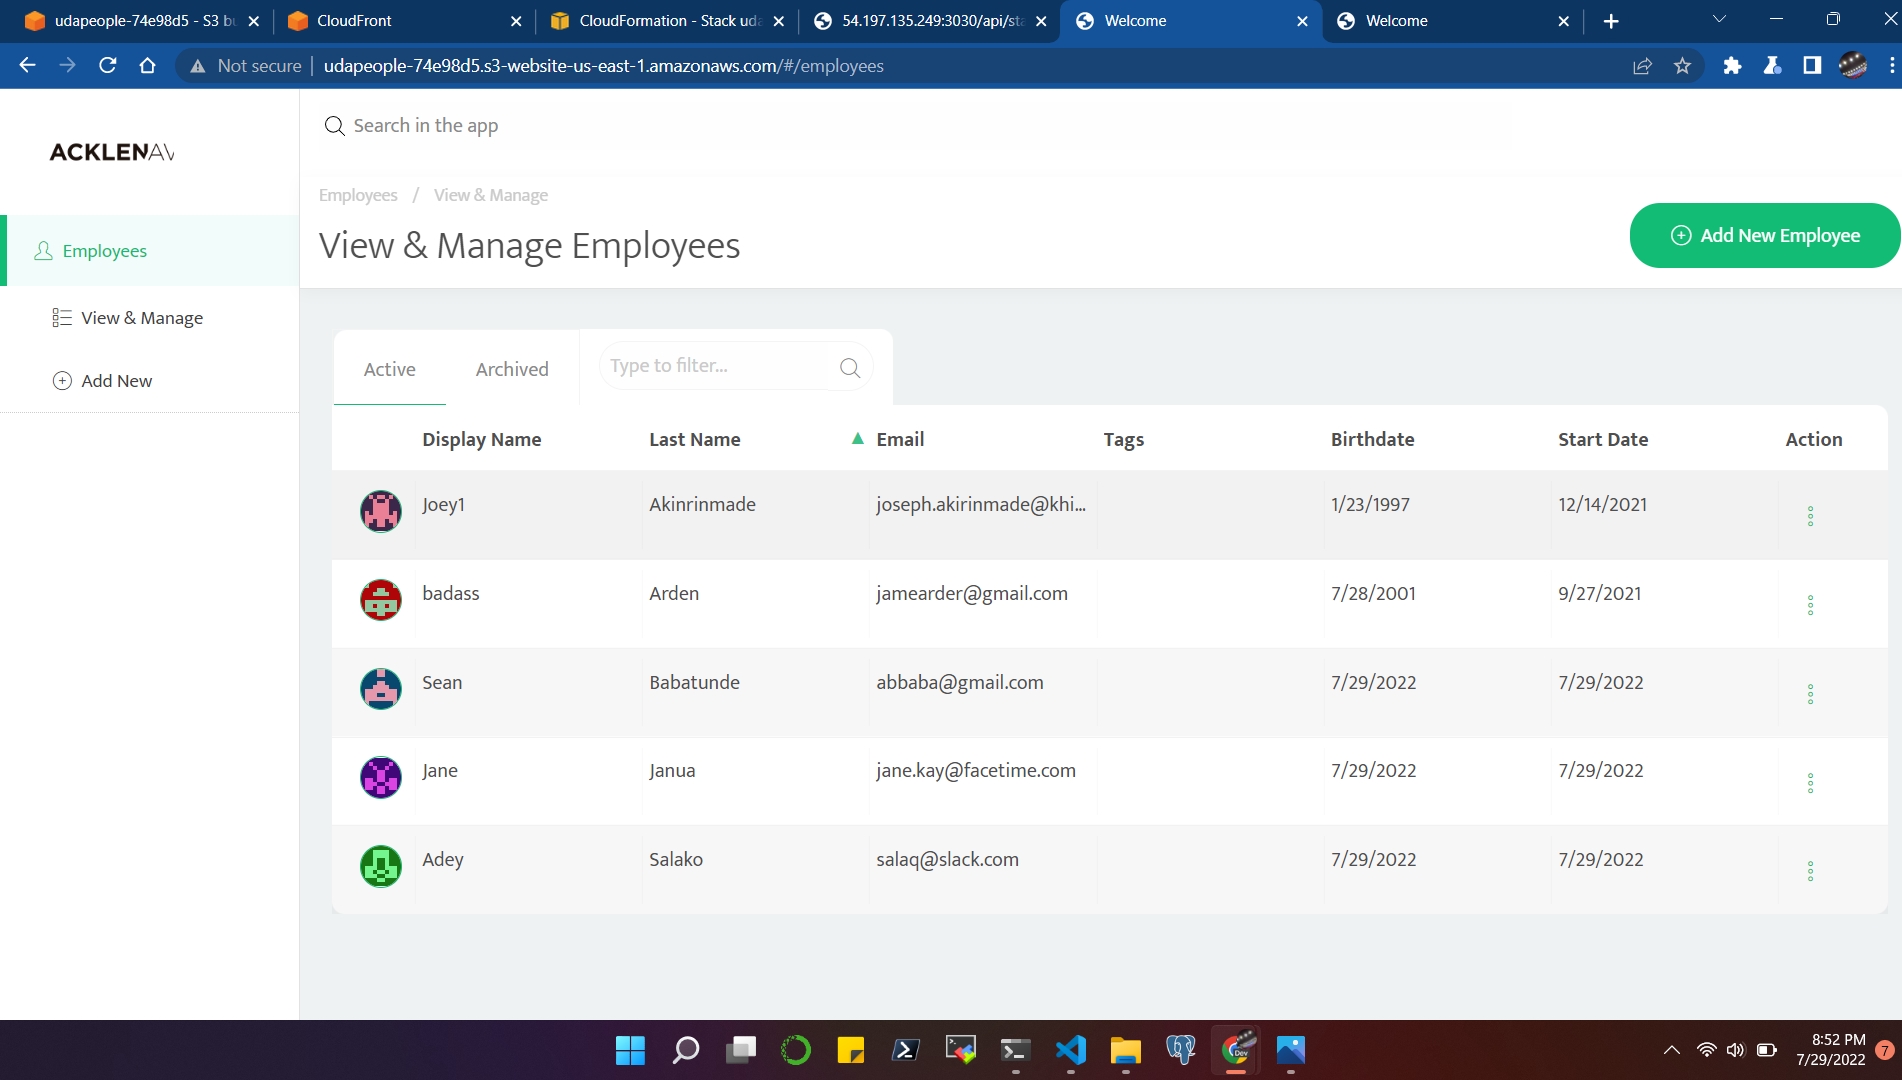 udapeople-74e98d5 - S3 bu
CloudFront
CloudFormation - Stack uda
54.197.135.249:3030/api/sta
Welcome
Welcome
Not secure
udapeople-74e98d5.s3-website-us-east-1.amazonaws.com/#/employees
ACKLENAV
Search in the app
Employees / View & Manage
View & Manage Employees
Add New Employee
Employees
View & Manage
Add New
Active
Archived
Type to filter...
Display Name Last Name Email Tags Birthdate Start Date Action
Joey1 Akinrinmade joseph.akirinmade@khi... 1/23/1997 12/14/2021
badass Arden jamearder@gmail.com 7/28/2001 9/27/2021
Sean Babatunde abbaba@gmail.com 7/29/2022 7/29/2022
Jane Janua jane.kay@facetime.com 7/29/2022 7/29/2022
Adey Salako salaq@slack.com 7/29/2022 7/29/2022
Dev
8:52 PM
7/29/2022
7